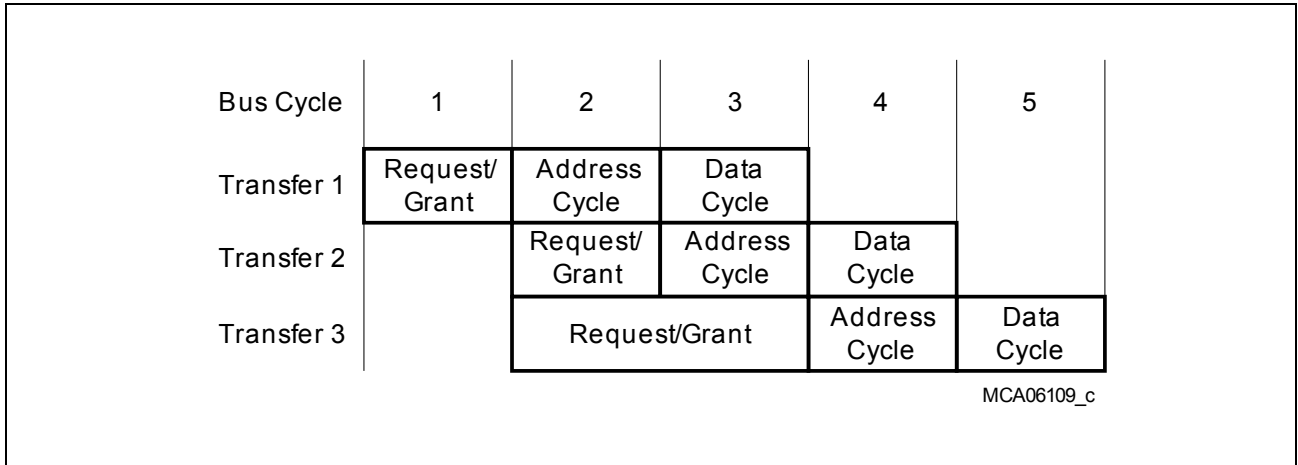 Bus Cycle 1 2 3 4 5
Transfer 1 Request/ Grant Address Cycle Data Cycle
Transfer 2 Request/ Grant Address Cycle Data Cycle
Transfer 3 Request/Grant Address Cycle Data Cycle
MCA06109_c